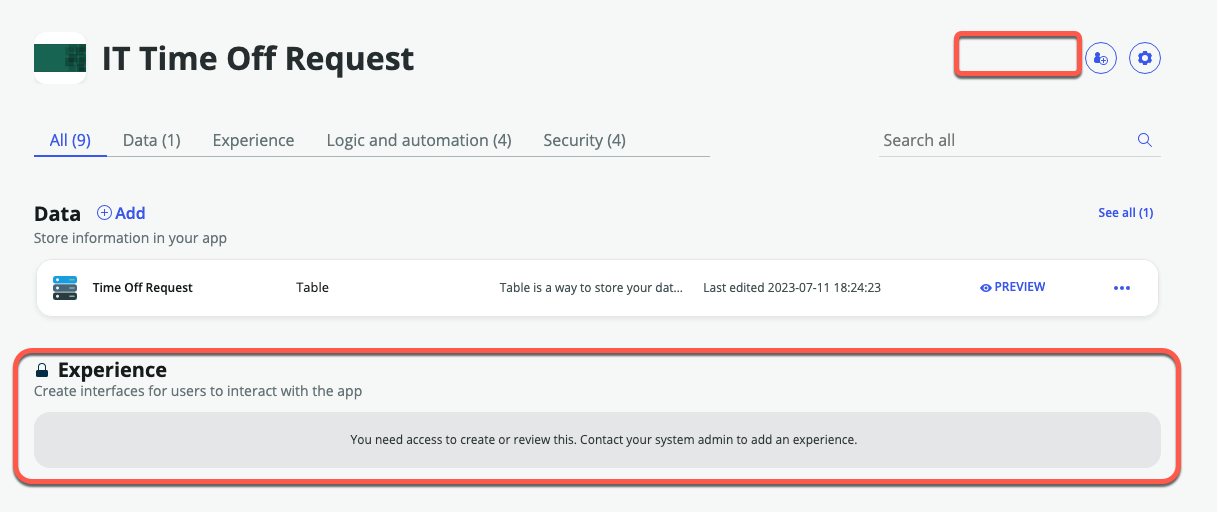 IT Time Off Request
All (9) Data (1) Experience Logic and automation (4) Security (4) Search all
Data Add See all (1)
Store information in your app
Time Off Request Table Table is a way to store your dat... Last edited 2023-07-11 18:24:23 PREVIEW
Experience
Create interfaces for users to interact with the app
You need access to create or review this. Contact your system admin to add an experience.